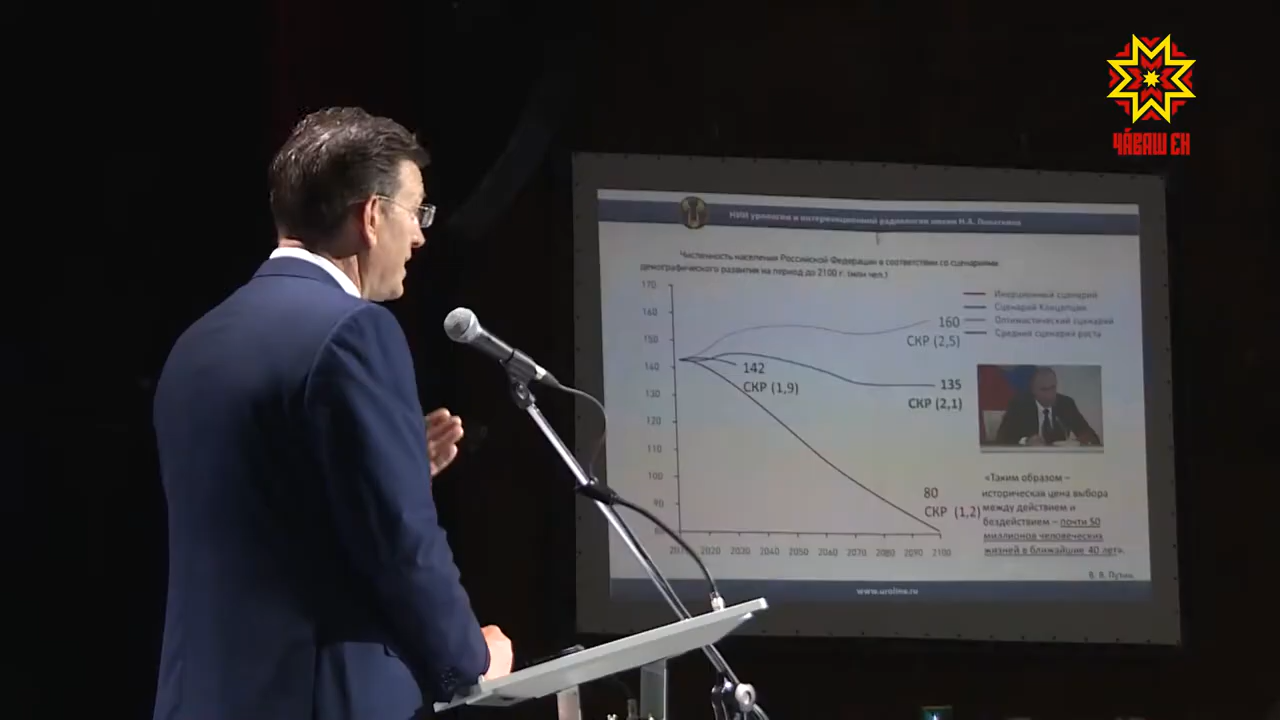 ЧӐВАШ ЕН
НИИ урологии и интервенционной радиологии имени Н.А. Лопаткина
Численность населения Российской Федерации в соответствии со сценариями
демографического развития на период до 2100 г. (млн чел.)
170
160
150
140
130
120
110
100
90
2020 2030 2040 2050 2060 2070 2080 2090 2100
Инерционный сценарий
Сценарий Концепции
Оптимистический сценарий
Средний сценарий роста
160
СКР (2,5)
142
СКР (1,9)
135
СКР (2,1)
80
СКР (1,2)
«Таким образом –
историческая цена выбора
между действием и
бездействием – почти 50
миллионов человеческих
жизней в ближайшие 40 лет».
В. В. Путин
www.uroline.ru